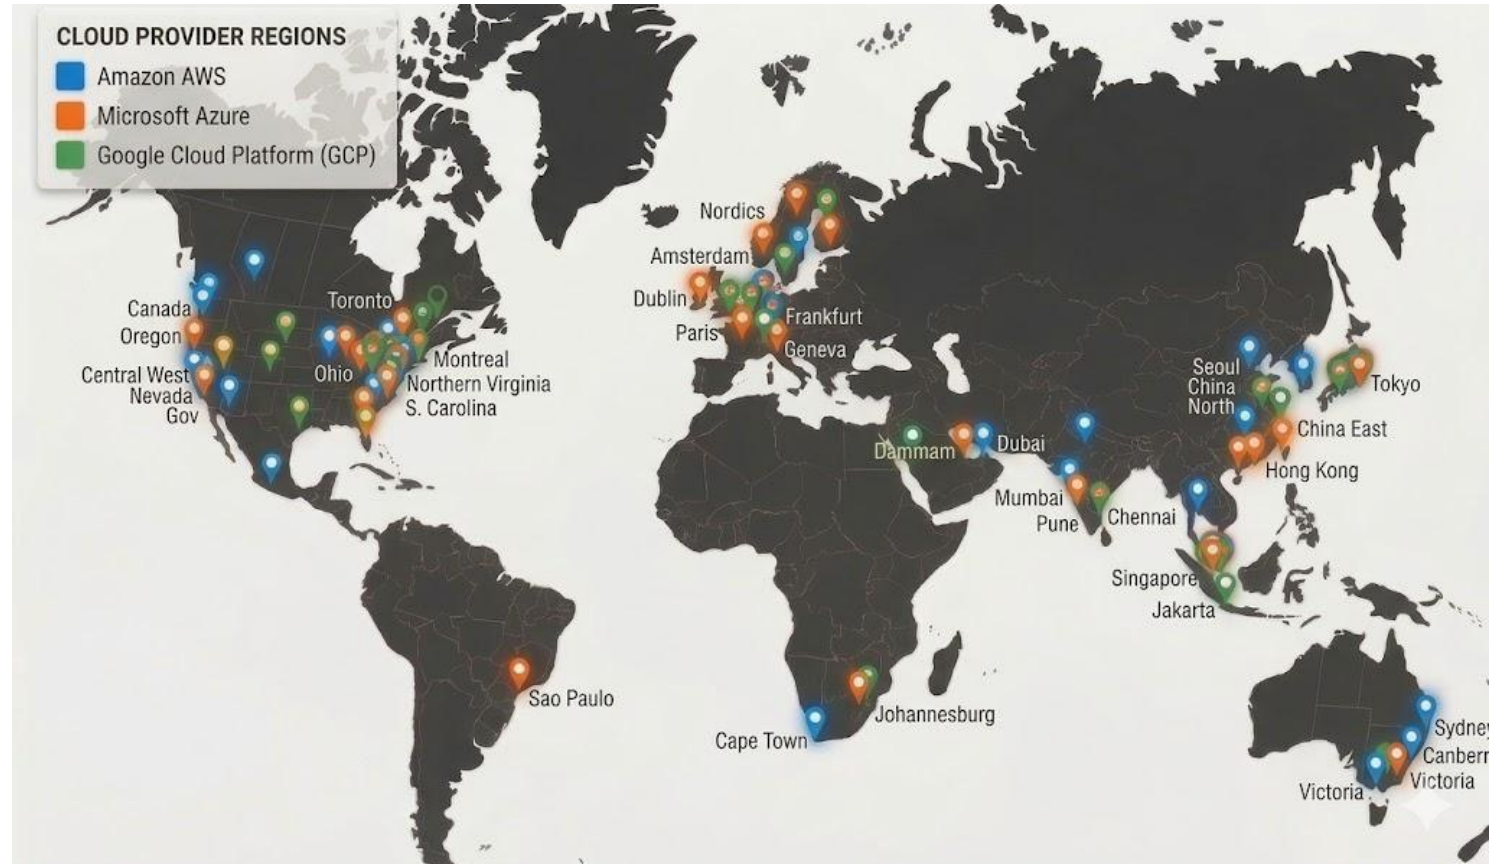 CLOUD PROVIDER REGIONS
Amazon AWS
Microsoft Azure
Google Cloud Platform (GCP)
Nordics
Amsterdam
Dublin
Paris
Frankfurt
Geneva
Canada
Oregon
Central West
Nevada
Gov
Toronto
Ohio
Montreal
Northern Virginia
S. Carolina
Seoul
China
North
Tokyo
China East
Hong Kong
Dammam
Dubai
Mumbai
Pune
Chennai
Singapore
Jakarta
Sao Paulo
Johannesburg
Cape Town
Sydney
Canberr
Victoria
Victoria